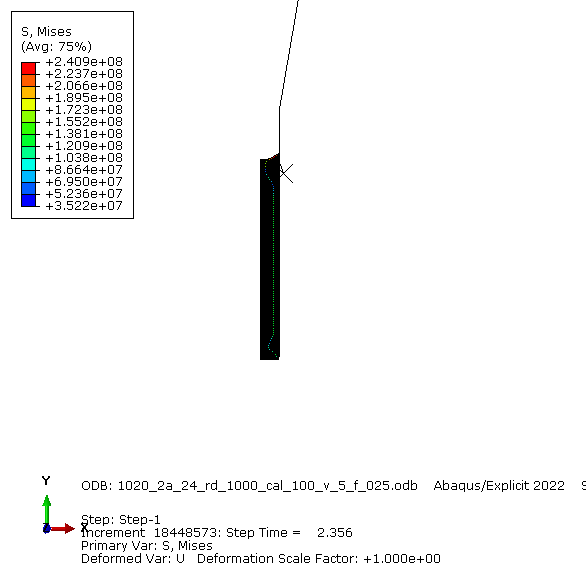 S, Mises
(Avg: 75%)
+2.409e+08
+2.237e+08
+2.066e+08
+1.895e+08
+1.723e+08
+1.552e+08
+1.381e+08
+1.209e+08
+1.038e+08
+8.664e+07
+6.950e+07
+5.236e+07
+3.522e+07
Y
X
Z
ODB: 1020_2a_24_rd_1000_cal_100_v_5_f_025.odb Abaqus/Explicit 2022 S
Step: Step-1
Increment 18448573: Step Time = 2.356
Primary Var: S, Mises
Deformed Var: U Deformation Scale Factor: +1.000e+00